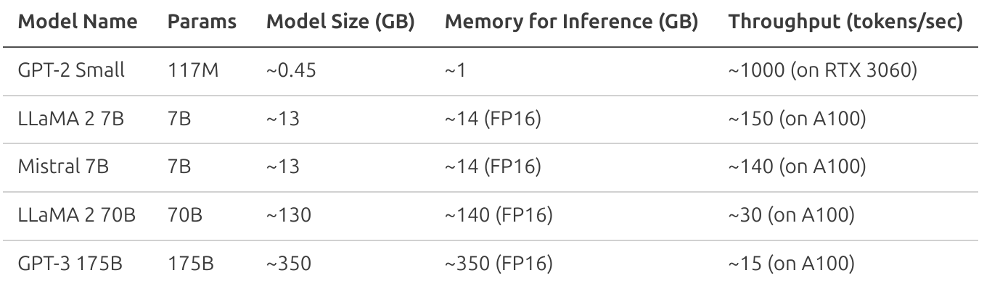 Model Name Params Model Size (GB) Memory for Inference (GB) Throughput (tokens/sec)
GPT-2 Small 117M ~0.45 ~1 ~1000 (on RTX 3060)
LLaMA 2 7B 7B ~13 ~14 (FP16) ~150 (on A100)
Mistral 7B 7B ~13 ~14 (FP16) ~140 (on A100)
LLaMA 2 70B 70B ~130 ~140 (FP16) ~30 (on A100)
GPT-3 175B 175B ~350 ~350 (FP16) ~15 (on A100)